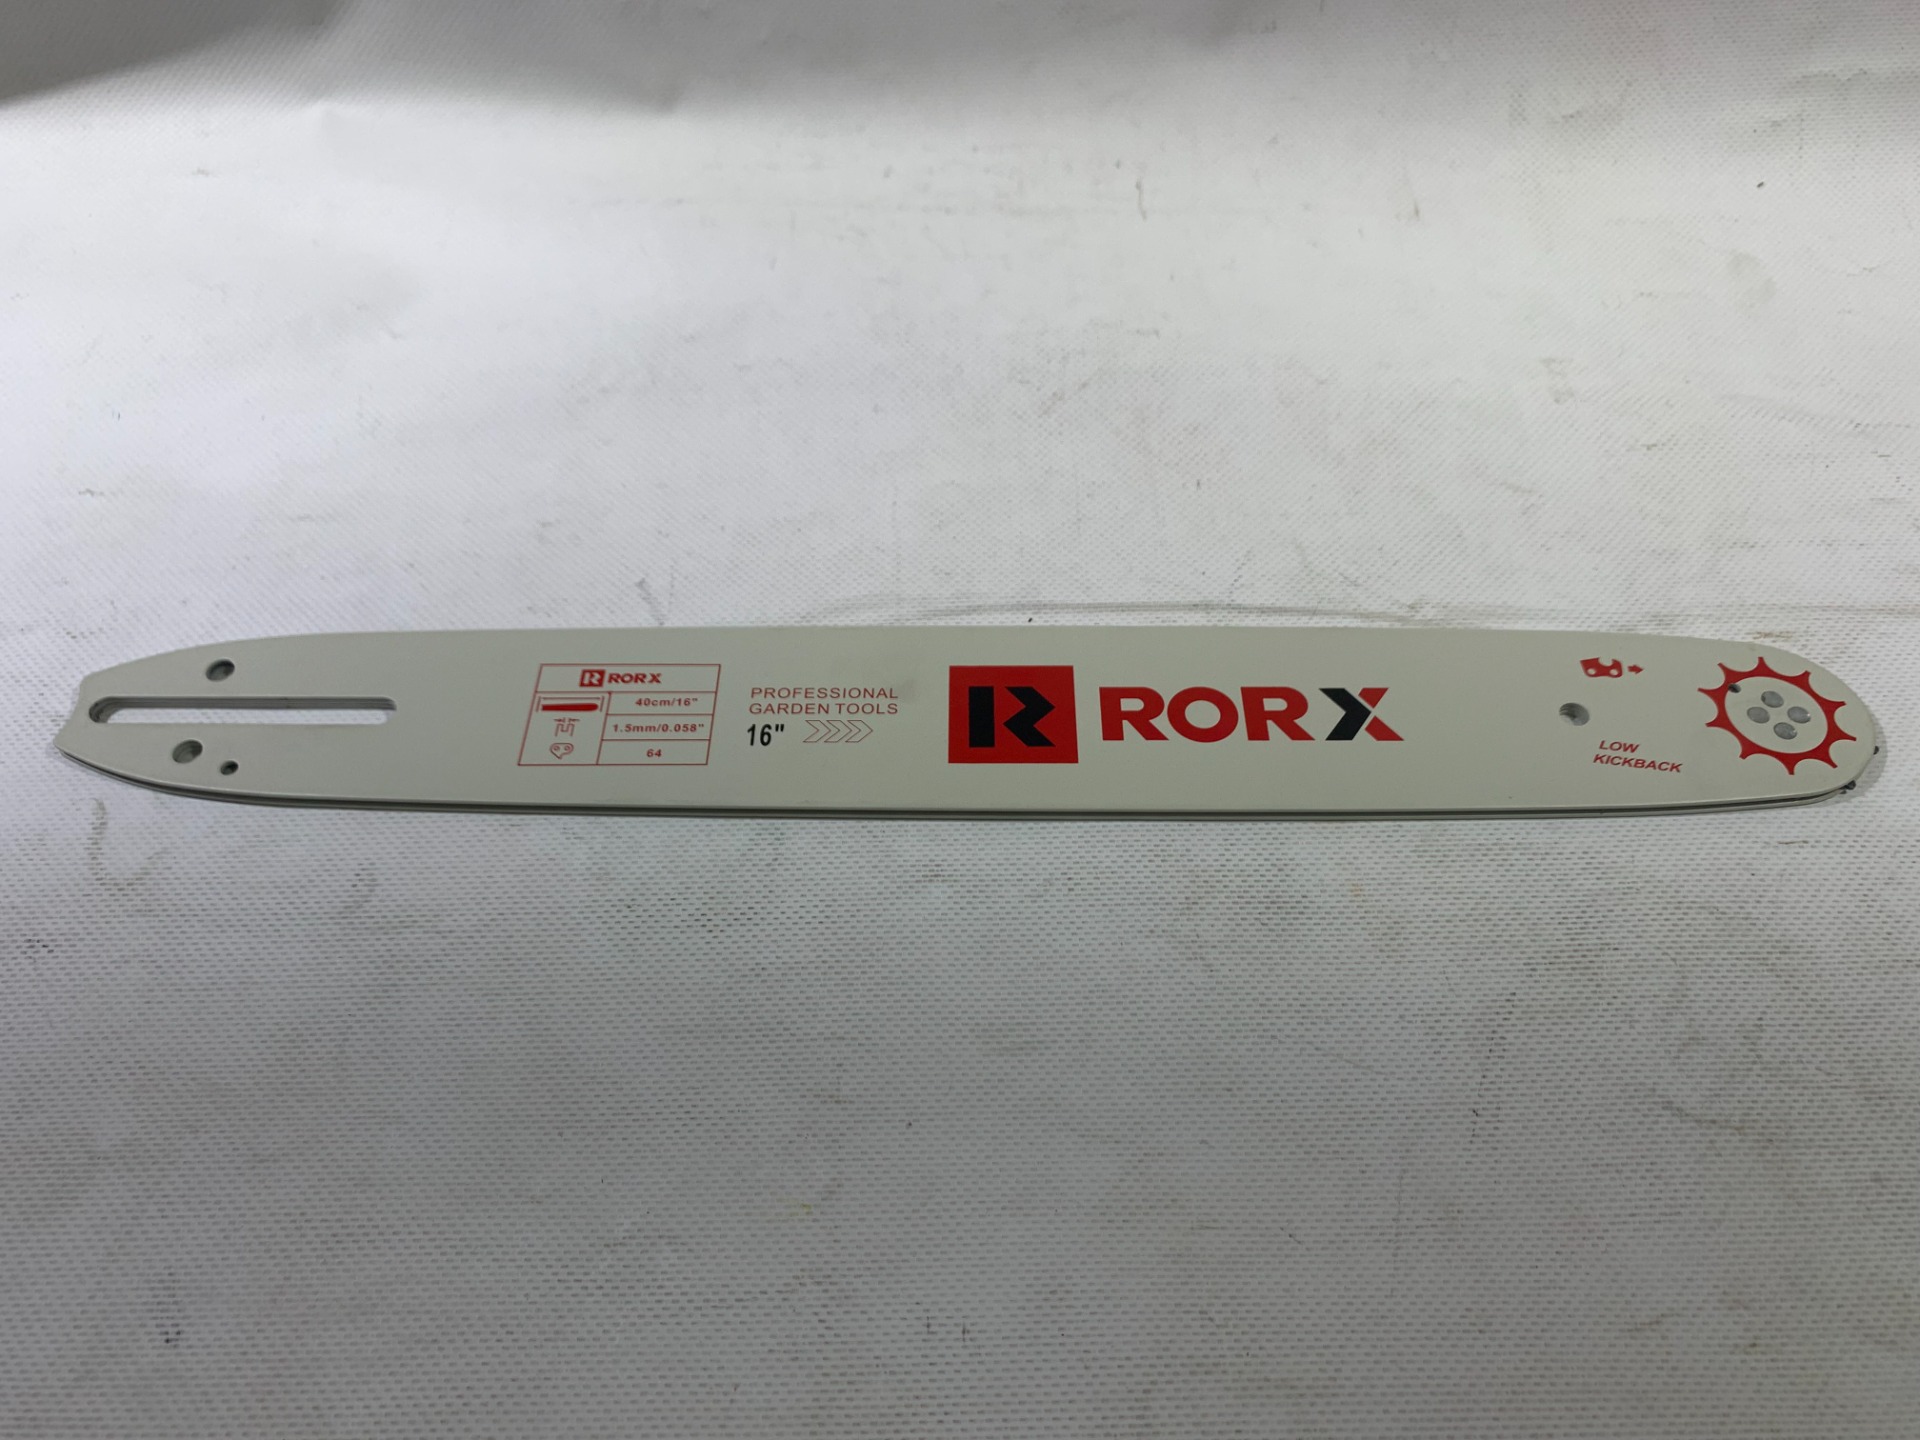 RORX
40cm/16"
1.5mm/0.058"
64
PROFESSIONAL
GARDEN TOOLS
16"
R RORX
LOW
KICKBACK